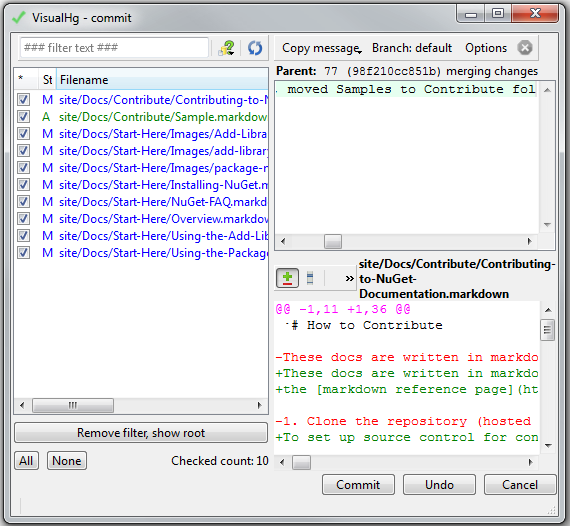 VisualHg - commit
### filter text ###
Copy message
Branch: default
Options
Parent: 77 (98f210cc851b) merging changes
* St Filename
M site/Docs/Contribute/Contributing-to-N
A site/Docs/Contribute/Sample.markdow
M site/Docs/Start-Here/Images/Add-Libra
M site/Docs/Start-Here/Images/add-library
M site/Docs/Start-Here/Images/package-m
M site/Docs/Start-Here/Installing-NuGet.m
M site/Docs/Start-Here/NuGet-FAQ.markdow
M site/Docs/Start-Here/Overview.markdow
M site/Docs/Start-Here/Using-the-Add-Lib
M site/Docs/Start-Here/Using-the-Package
Remove filter, show root
All
None
Checked count: 10
. moved Samples to Contribute fol
»
site/Docs/Contribute/Contributing-
to-NuGet-
Documentation.markdown
@@ -1,11 +1,36 @@
# How to Contribute
-These docs are written in markdo
+These docs are written in markdo
+the [markdown reference page](ht
-1. Clone the repository (hosted
+To set up source control for con
Commit
Undo
Cancel